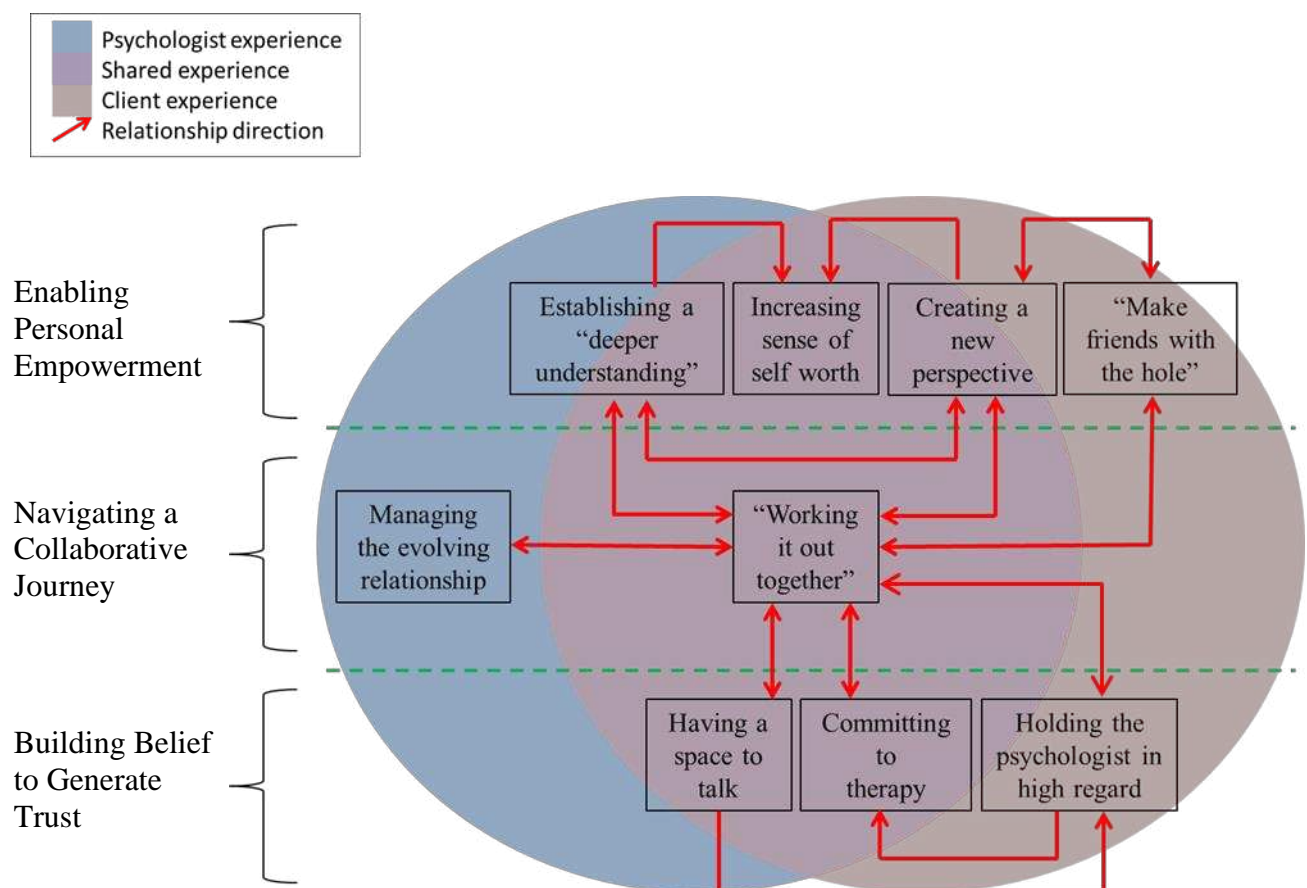 Psychologist experience
Shared experience
Client experience
Relationship direction
Enabling
Personal
Empowerment
Establishing a
“deeper
understanding”
Increasing
sense of
self worth
Creating a
new
perspective
“Make
friends with
the hole”
Navigating a
Collaborative
Journey
Managing
the evolving
relationship
“Working
it out
together”
Building Belief
to Generate
Trust
Having a
space to
talk
Committing
to
therapy
Holding the
psychologist in
high regard